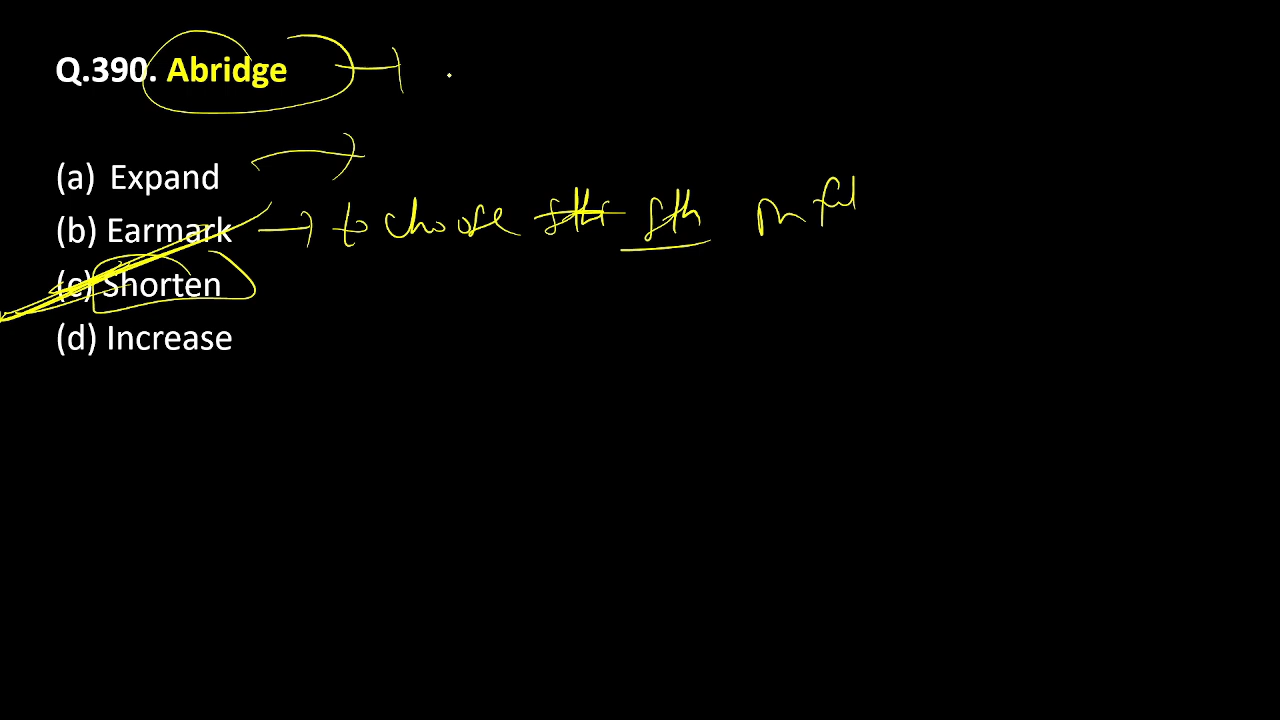 Q.390. Abridge
(a) Expand
(b) Earmark → to choose sth
(c) Shorten
(d) Increase